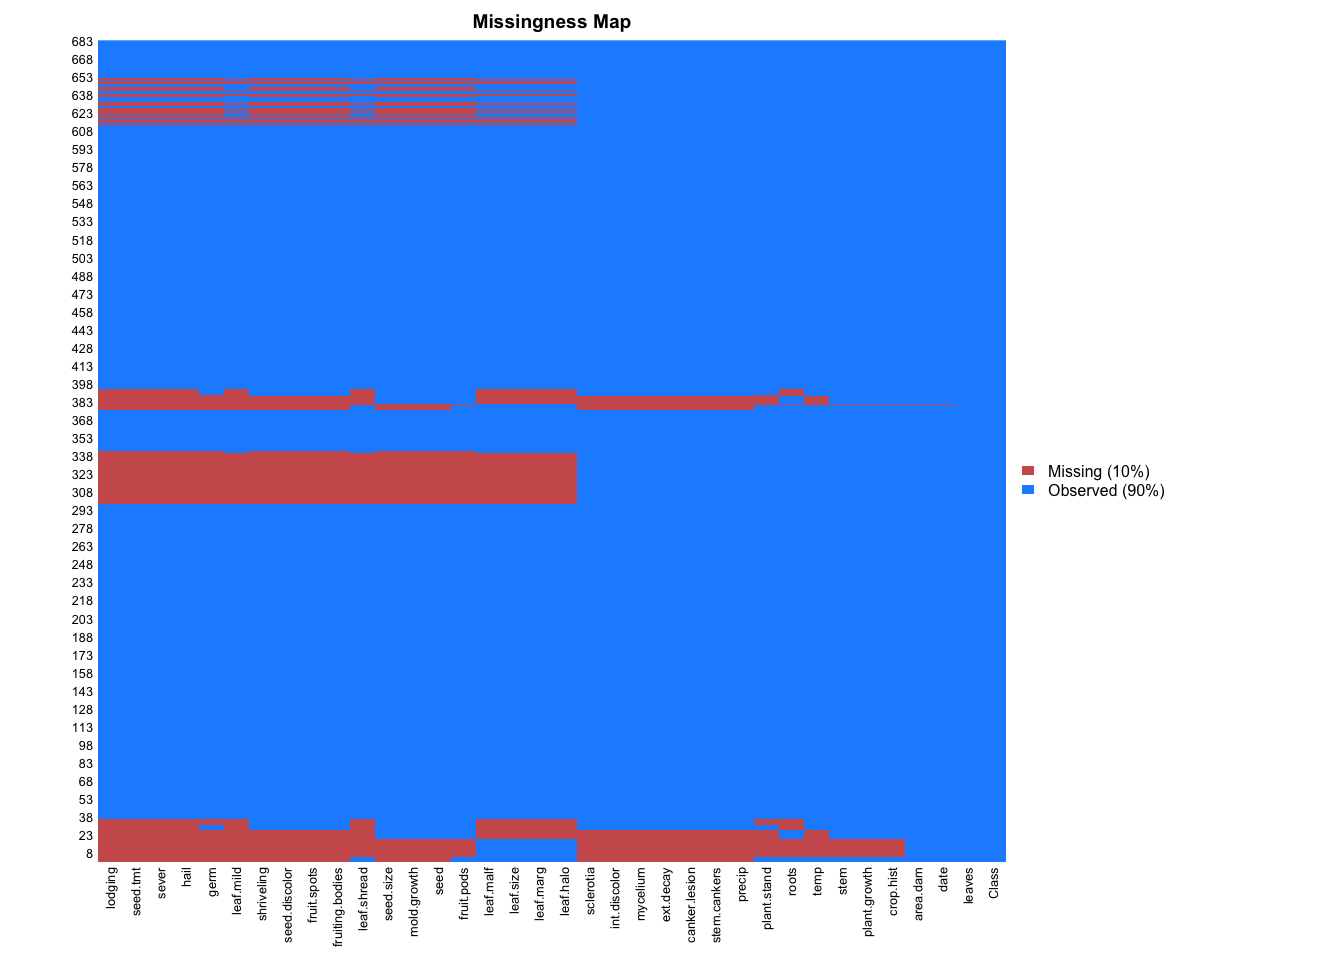 Missingness Map
683
668
653
638
623
608
593
578
563
548
533
518
503
488
473
458
443
428
413
398
383
368
353
338
323
308
293
278
263
248
233
218
203
188
173
158
143
128
113
98
83
68
53
38
23
8
Missing (10%)
Observed (90%)
lodging
seed.tmt
sever
hail
germ
leaf.mild
shriveling
seed.discolor
fruit.spots
fruiting.bodies
leaf.shread
seed.size
mold.growth
seed
fruit.pods
leaf.malf
leaf.size
leaf.marg
leaf.halo
sclerotia
int.discolor
mycelium
ext.decay
canker.lesion
stem.cankers
precip
plant.stand
roots
temp
stem
plant.growth
crop.hist
area.dam
date
leaves
Class